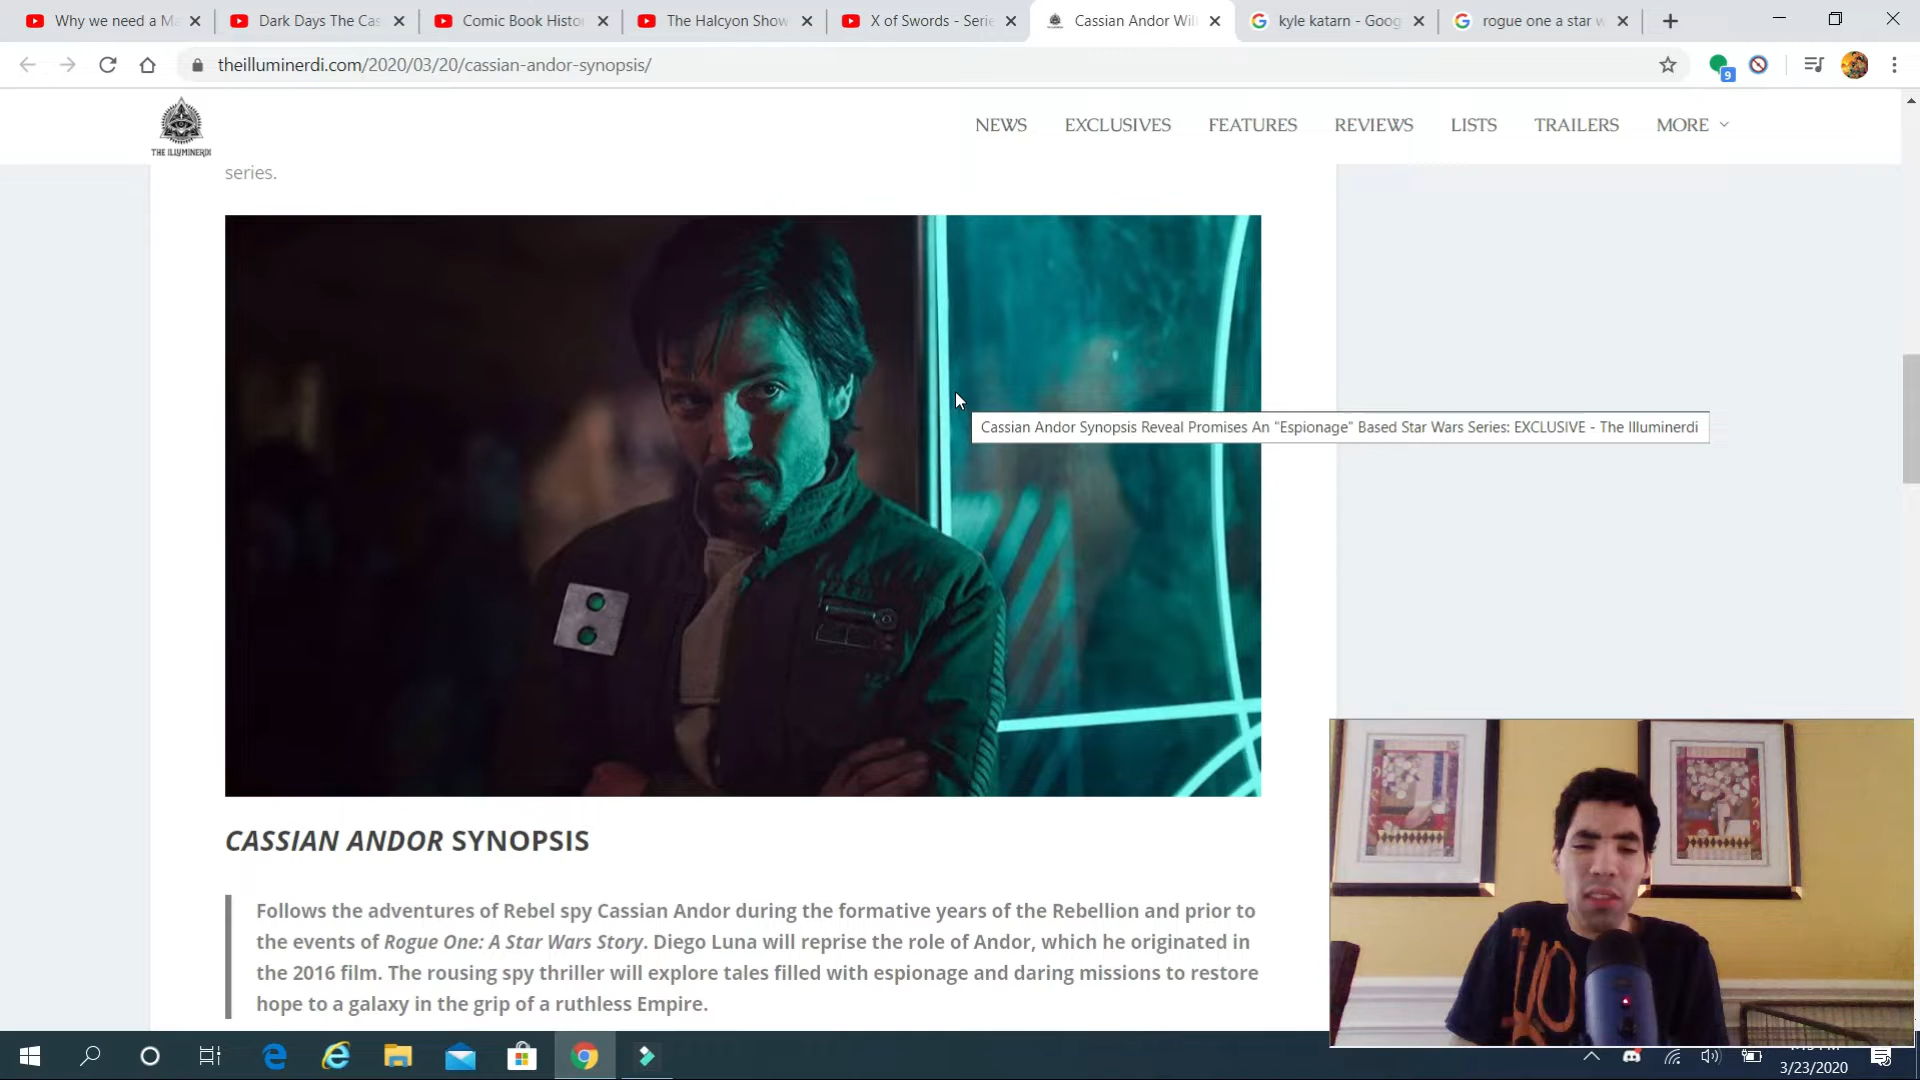 Why we need a Ma
Dark Days The Cas
Comic Book Histor
The Halcyon Show
X of Swords - Serie
Cassian Andor Will
kyle katarn - Goog
rogue one a star w
theilluminerdi.com/2020/03/20/cassian-andor-synopsis/
9
THE ILLUMINERDI
NEWS
EXCLUSIVES
FEATURES
REVIEWS
LISTS
TRAILERS
MORE
series.
Cassian Andor Synopsis Reveal Promises An "Espionage" Based Star Wars Series: EXCLUSIVE - The Illuminerdi
CASSIAN ANDOR SYNOPSIS
Follows the adventures of Rebel spy Cassian Andor during the formative years of the Rebellion and prior to
the events of Rogue One: A Star Wars Story. Diego Luna will reprise the role of Andor, which he originated in
the 2016 film. The rousing spy thriller will explore tales filled with espionage and daring missions to restore
hope to a galaxy in the grip of a ruthless Empire.
3/23/2020